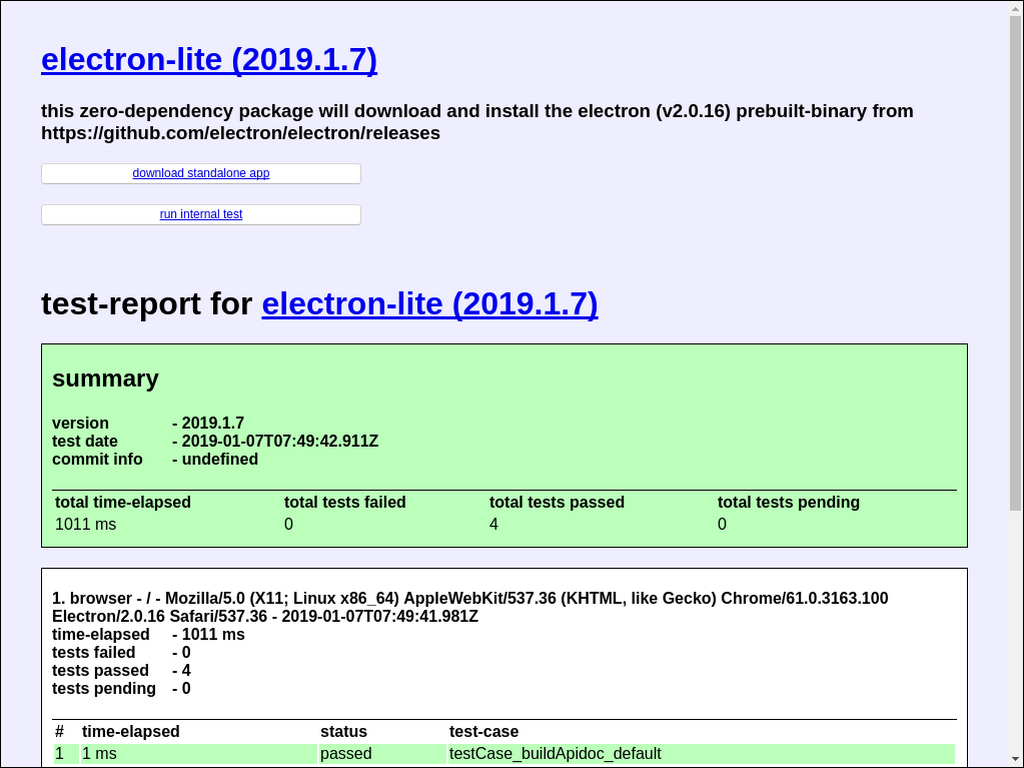 electron-lite (2019.1.7)
this zero-dependency package will download and install the electron (v2.0.16) prebuilt-binary from
https://github.com/electron/electron/releases
download standalone app
run internal test
test-report for electron-lite (2019.1.7)
summary
version - 2019.1.7
test date - 2019-01-07T07:49:42.911Z
commit info - undefined
total time-elapsed total tests failed total tests passed total tests pending
1011 ms 0 4 0
1. browser - / - Mozilla/5.0 (X11; Linux x86_64) AppleWebKit/537.36 (KHTML, like Gecko) Chrome/61.0.3163.100
Electron/2.0.16 Safari/537.36 - 2019-01-07T07:49:41.981Z
time-elapsed - 1011 ms
tests failed - 0
tests passed - 4
tests pending - 0
# time-elapsed status test-case
1 1 ms passed testCase_buildApidoc_default